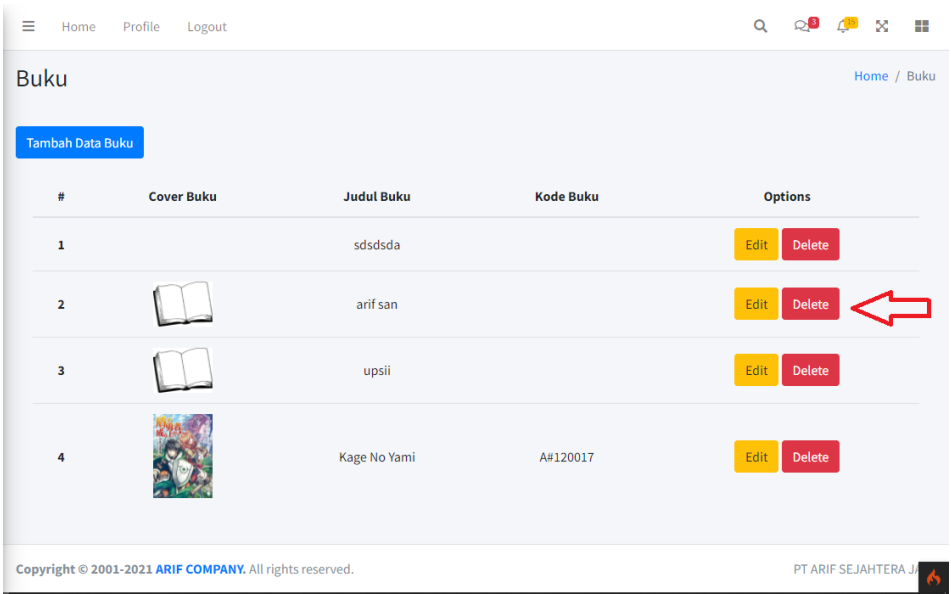 Home Profile Logout 3 15
Buku Home / Buku
Tambah Data Buku
# Cover Buku Judul Buku Kode Buku Options
1 sdsdsda Edit Delete
2 arif san Edit Delete
3 upsii Edit Delete
4 Kage No Yami A#120017 Edit Delete
Copyright © 2001-2021 ARIF COMPANY. All rights reserved. PT ARIF SEJAHTERA